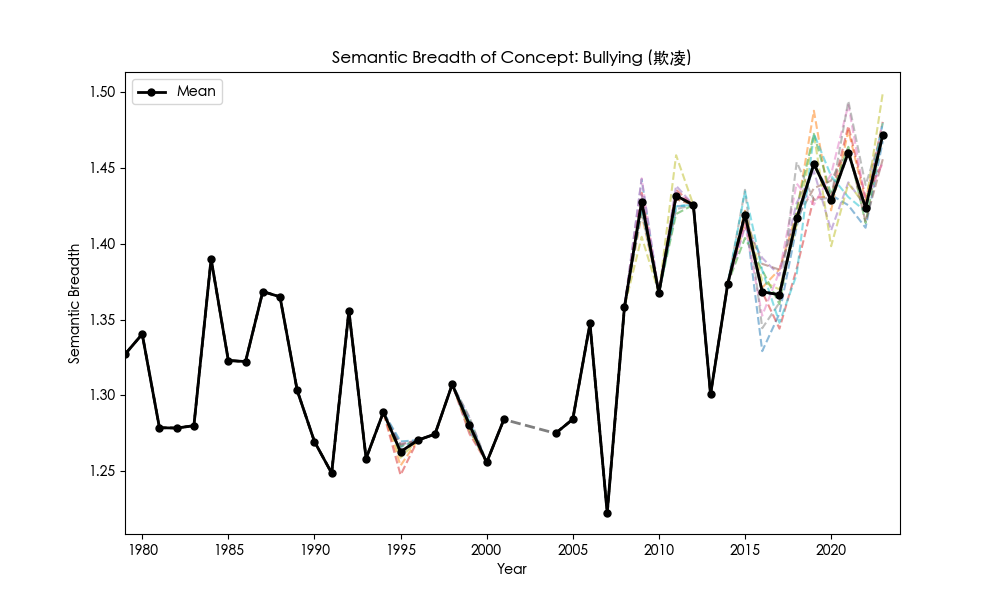 Semantic Breadth of Concept: Bullying (欺凌)
Mean
Semantic Breadth
1.50
1.45
1.40
1.35
1.30
1.25
1980 1985 1990 1995 2000 2005 2010 2015 2020
Year